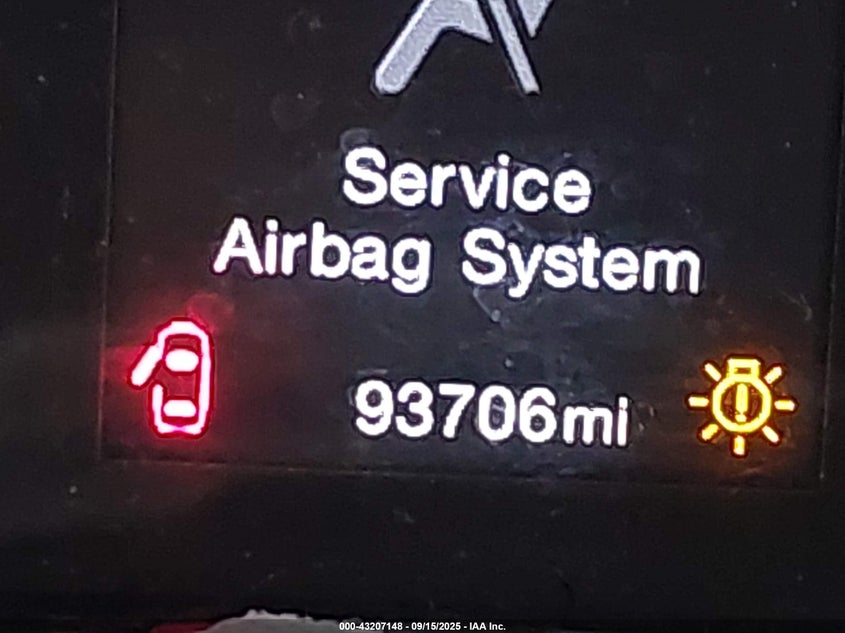 Service
Airbag System
93706mi
000-43207148 - 09/15/2025 - IAA Inc.